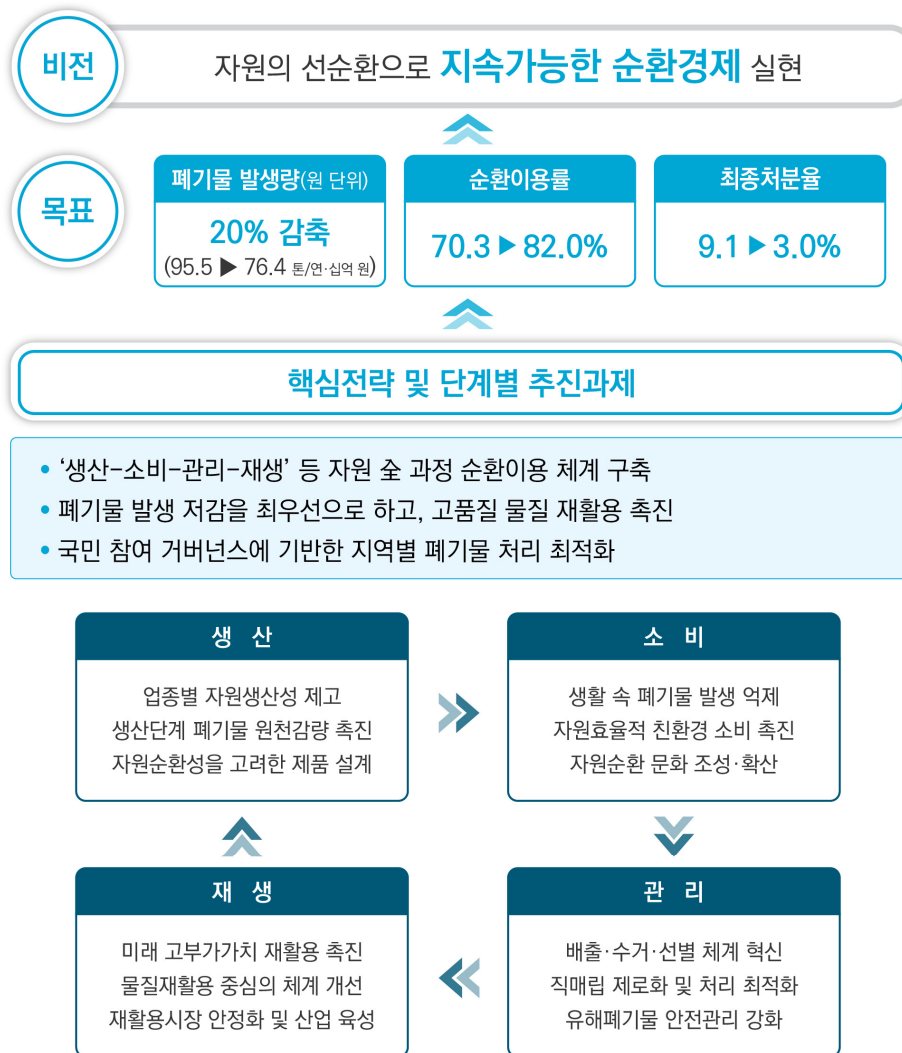 비전
자원의 선순환으로 지속가능한 순환경제 실현
목표
폐기물 발생량(원 단위)
20% 감축
(95.5 ▶ 76.4 톤/연·십억 원)
순환이용률
70.3 ▶ 82.0%
최종처분율
9.1 ▶ 3.0%
핵심전략 및 단계별 추진과제
• ‘생산-소비-관리-재생’ 등 자원 全 과정 순환이용 체계 구축
• 폐기물 발생 저감을 최우선으로 하고, 고품질 물질 재활용 촉진
• 국민 참여 거버넌스에 기반한 지역별 폐기물 처리 최적화
생 산
업종별 자원생산성 제고
생산단계 폐기물 원천감량 촉진
자원순환성을 고려한 제품 설계
소 비
생활 속 폐기물 발생 억제
자원효율적 친환경 소비 촉진
자원순환 문화 조성·확산
재 생
미래 고부가가치 재활용 촉진
물질재활용 중심의 체계 개선
재활용시장 안정화 및 산업 육성
관 리
배출·수거·선별 체계 혁신
직매립 제로화 및 처리 최적화
유해폐기물 안전관리 강화